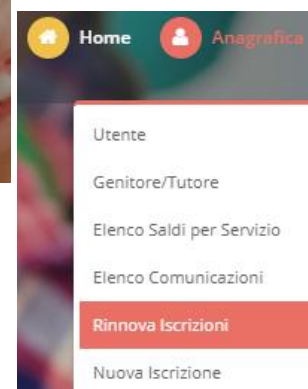 Home Anagrafica
Utente
Genitore/Tutore
Elenco Saldi per Servizio
Elenco Comunicazioni
Rinnova Iscrizioni
Nuova Iscrizione